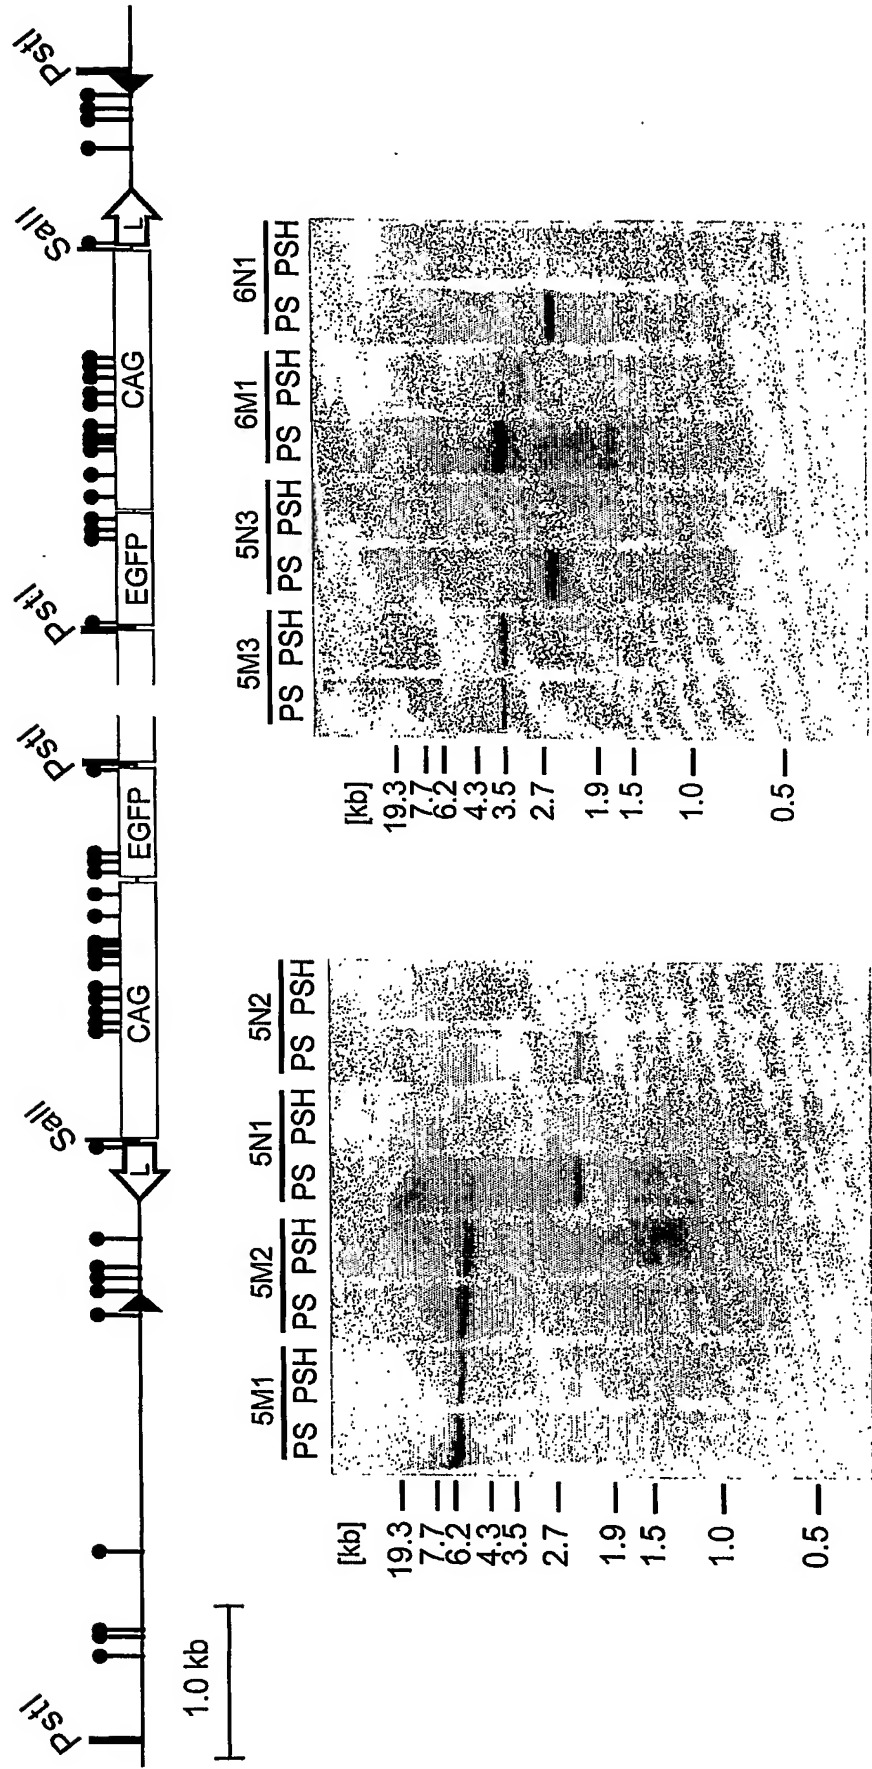 PstI SalI PstI PstI SalI PstI
L CAG EGFP EGFP CAG L
1.0 kb
5M1 5M2 5N1 5N2
PS PSH PS PSH PS PSH PS PSH
[kb]
19.3
7.7
6.2
4.3
3.5
2.7
1.9
1.5
1.0
0.5
5M3 5N3 6M1 6N1
PS PSH PS PSH PS PSH PS PSH
[kb]
19.3
7.7
6.2
4.3
3.5
2.7
1.9
1.5
1.0
0.5